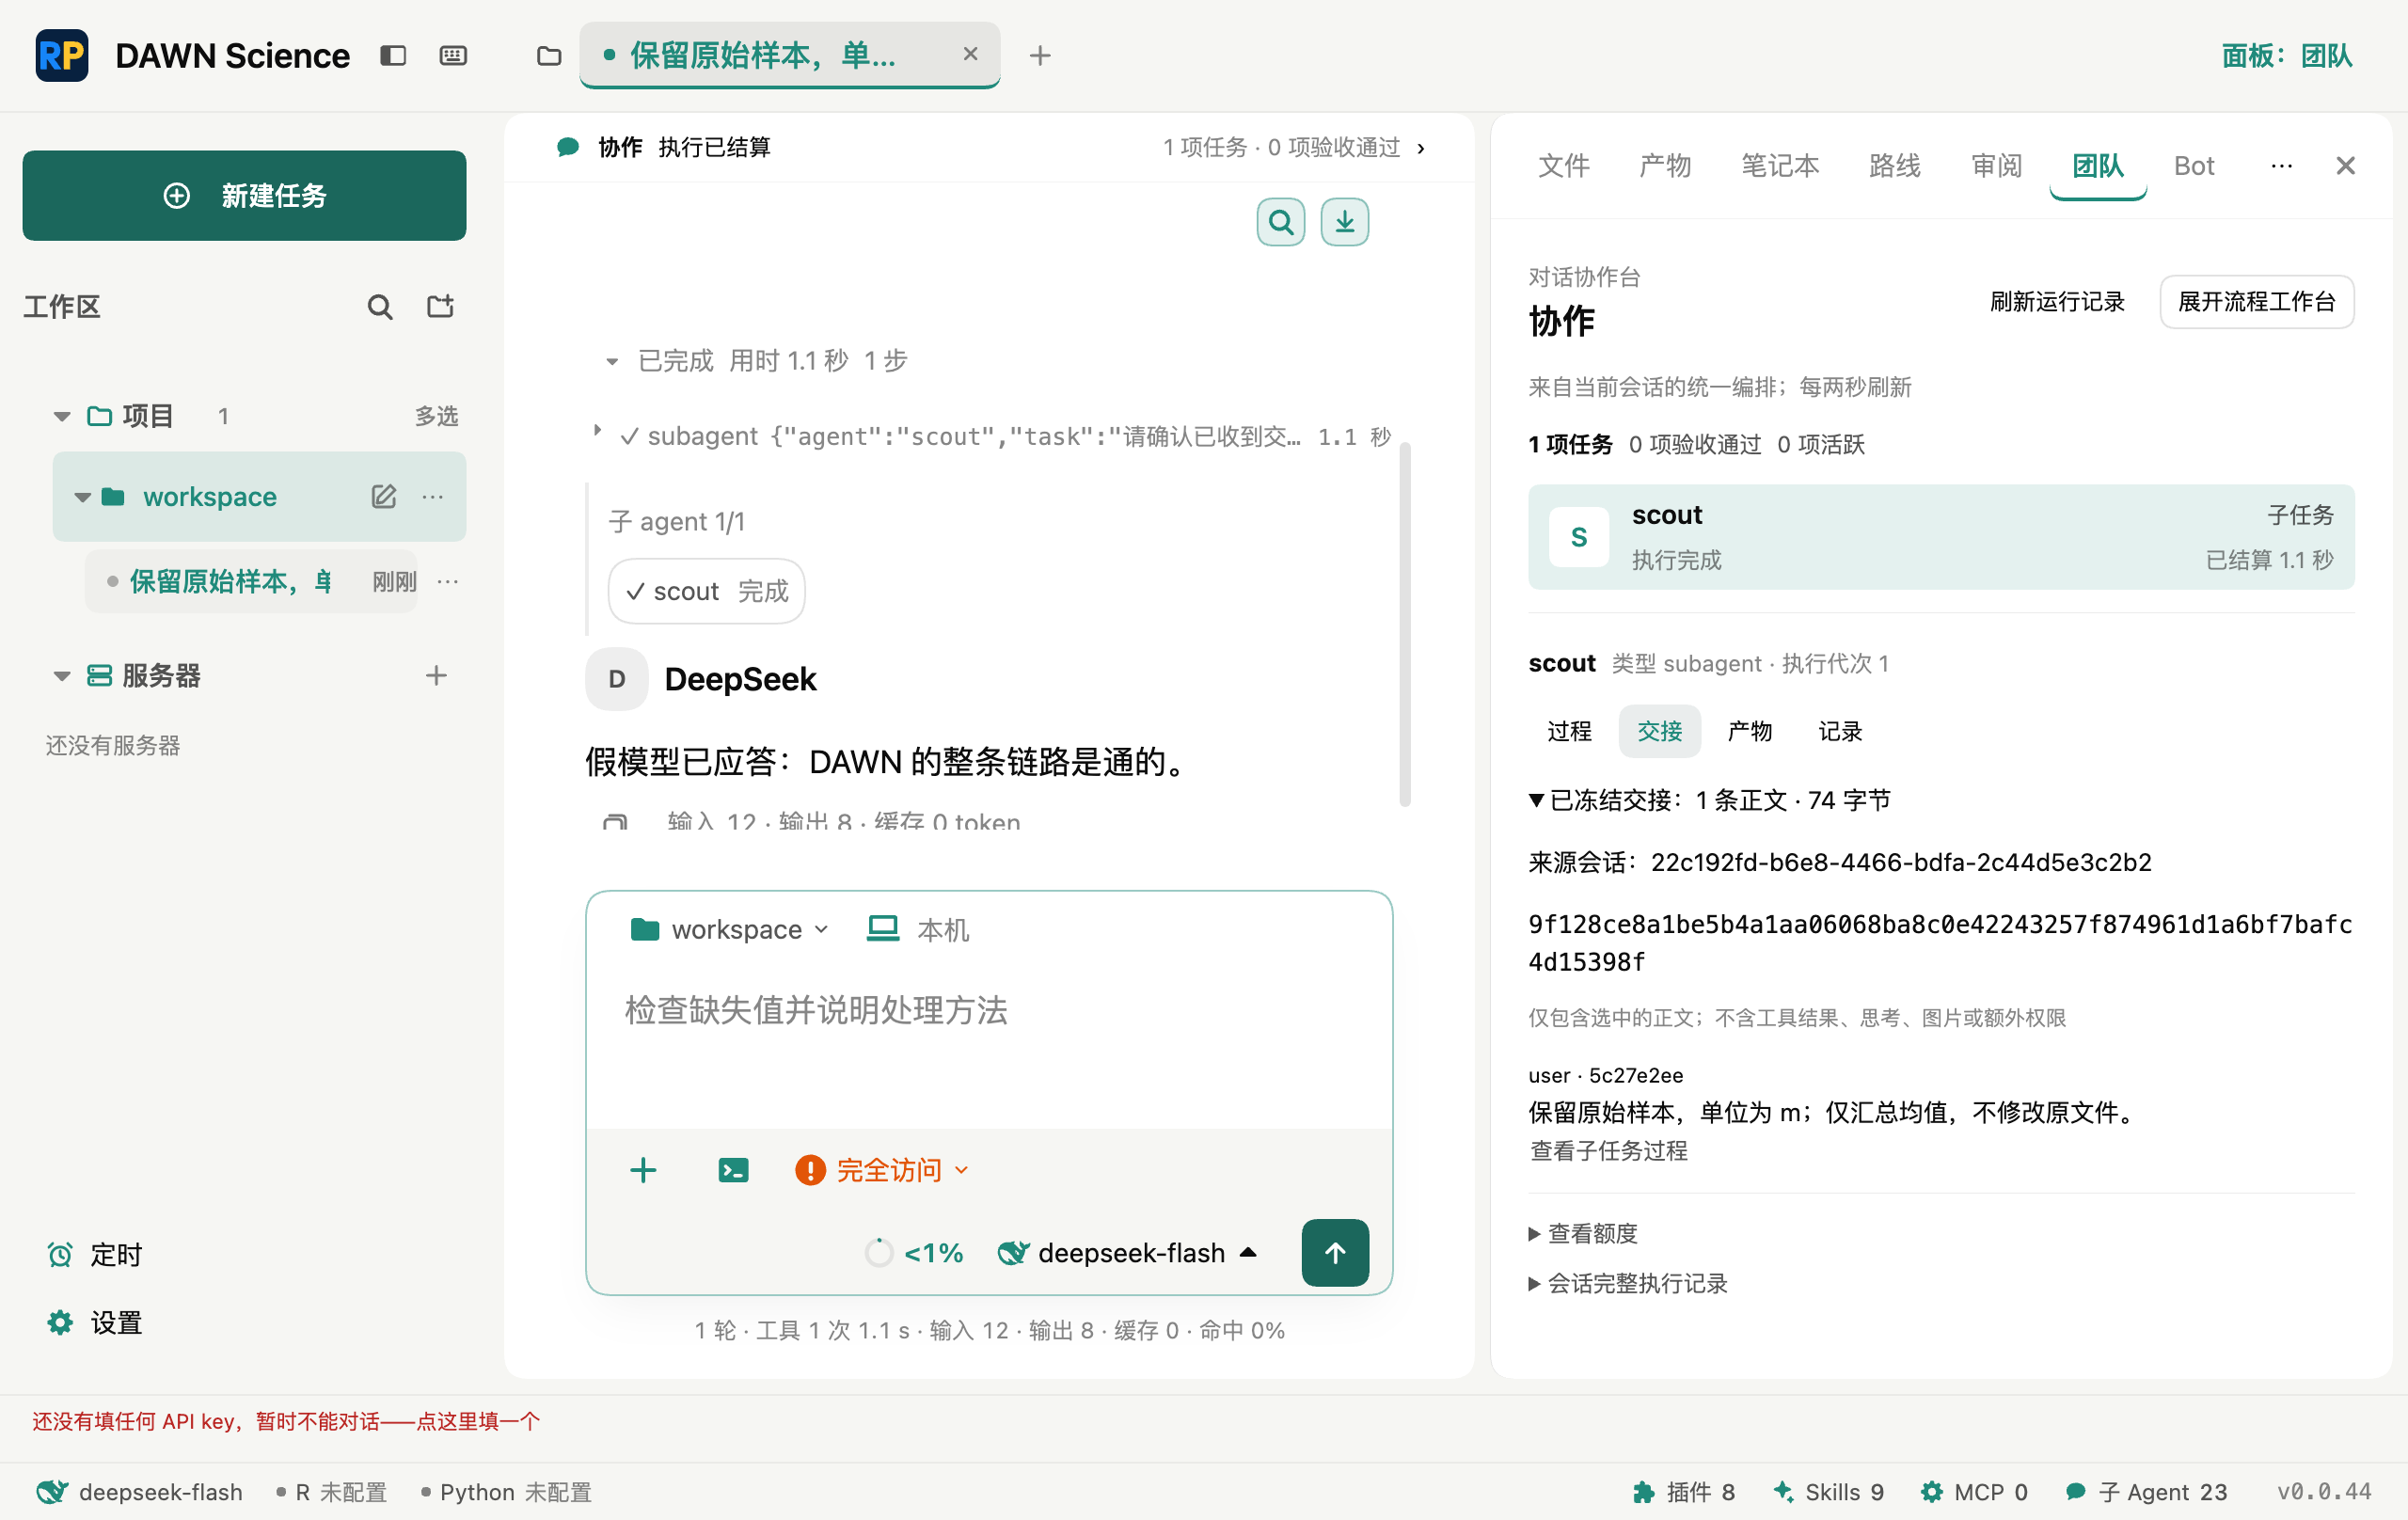 RP DAWN Science
保留原始样本，单...
面板：团队
新建任务
工作区
项目 1 多选
workspace
保留原始样本，单 刚刚
服务器
还没有服务器
定时
设置
协作 执行已结算 1 项任务 · 0 项验收通过
已完成 用时 1.1 秒 1 步
subagent {"agent":"scout","task":"请确认已收到交… 1.1 秒
子 agent 1/1
scout 完成
D DeepSeek
假模型已应答：DAWN 的整条链路是通的。
输入 12 · 输出 8 · 缓存 0 token
workspace 本机
检查缺失值并说明处理方法
完全访问
<1% deepseek-flash
1 轮 · 工具 1 次 1.1 s · 输入 12 · 输出 8 · 缓存 0 · 命中 0%
文件 产物 笔记本 路线 审阅 团队 Bot
对话协作台
协作
刷新运行记录 展开流程工作台
来自当前会话的统一编排；每两秒刷新
1 项任务 0 项验收通过 0 项活跃
S scout 子任务
执行完成 已结算 1.1 秒
scout 类型 subagent · 执行代次 1
过程 交接 产物 记录
已冻结交接：1 条正文 · 74 字节
来源会话：22c192fd-b6e8-4466-bdfa-2c44d5e3c2b2
9f128ce8a1be5b4a1aa06068ba8c0e42243257f874961d1a6bf7bafc
4d15398f
仅包含选中的正文；不含工具结果、思考、图片或额外权限
user · 5c27e2ee
保留原始样本，单位为 m；仅汇总均值，不修改原文件。
查看子任务过程
查看额度
会话完整执行记录
还没有填任何 API key，暂时不能对话——点这里填一个
deepseek-flash R 未配置 Python 未配置
插件 8 Skills 9 MCP 0 子 Agent 23 v0.0.44